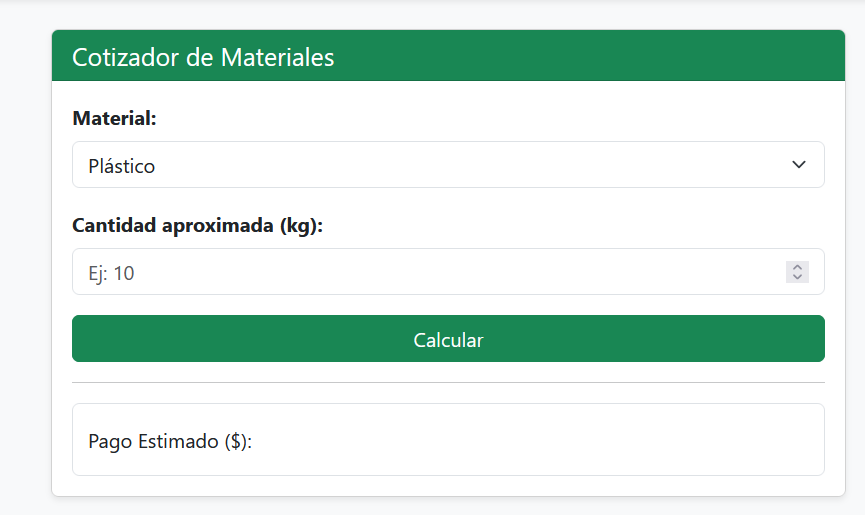 Cotizador de Materiales
Material:
Plástico
Cantidad aproximada (kg):
Ej: 10
Calcular
Pago Estimado ($):